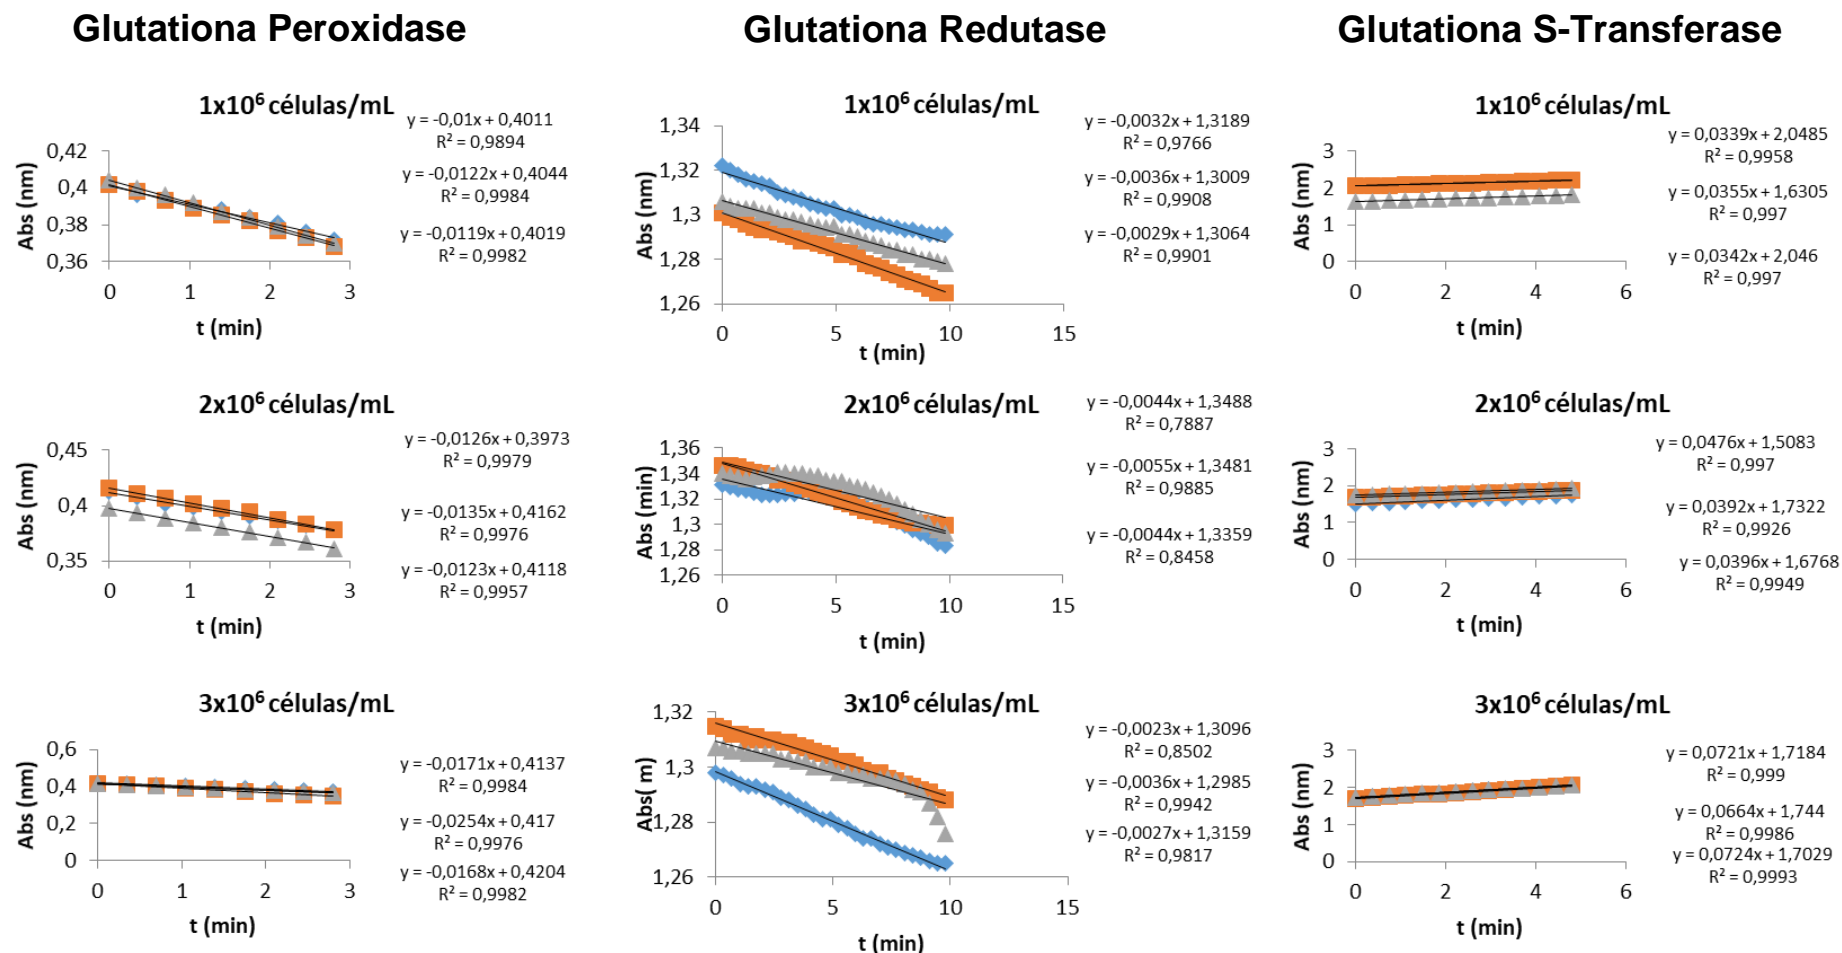 Glutationa Peroxidase
Glutationa Redutase
Glutationa S-Transferase
1x10⁶ células/mL
y = -0,01x + 0,4011
R² = 0,9894
y = -0,0122x + 0,4044
R² = 0,9984
y = -0,0119x + 0,4019
R² = 0,9982
Abs (nm)
0,42
0,4
0,38
0,36
0 1 2 3
t (min)
1x10⁶ células/mL
y = -0,0032x + 1,3189
R² = 0,9766
y = -0,0036x + 1,3009
R² = 0,9908
y = -0,0029x + 1,3064
R² = 0,9901
Abs (nm)
1,34
1,32
1,3
1,28
1,26
0 5 10 15
t (min)
1x10⁶ células/mL
y = 0,0339x + 2,0485
R² = 0,9958
y = 0,0355x + 1,6305
R² = 0,997
y = 0,0342x + 2,046
R² = 0,997
Abs (nm)
3
2
1
0
0 2 4 6
t (min)
2x10⁶ células/mL
y = -0,0126x + 0,3973
R² = 0,9979
y = -0,0135x + 0,4162
R² = 0,9976
y = -0,0123x + 0,4118
R² = 0,9957
Abs (nm)
0,45
0,4
0,35
0 1 2 3
t (min)
2x10⁶ células/mL
y = -0,0044x + 1,3488
R² = 0,7887
y = -0,0055x + 1,3481
R² = 0,9885
y = -0,0044x + 1,3359
R² = 0,8458
Abs (min)
1,36
1,34
1,32
1,3
1,28
1,26
0 5 10 15
t (min)
2x10⁶ células/mL
y = 0,0476x + 1,5083
R² = 0,997
y = 0,0392x + 1,7322
R² = 0,9926
y = 0,0396x + 1,6768
R² = 0,9949
Abs (nm)
3
2
1
0
0 2 4 6
t (min)
3x10⁶ células/mL
y = -0,0171x + 0,4137
R² = 0,9984
y = -0,0254x + 0,417
R² = 0,9976
y = -0,0168x + 0,4204
R² = 0,9982
Abs (nm)
0,6
0,4
0,2
0
0 1 2 3
t (min)
3x10⁶ células/mL
y = -0,0023x + 1,3096
R² = 0,8502
y = -0,0036x + 1,2985
R² = 0,9942
y = -0,0027x + 1,3159
R² = 0,9817
Abs( m)
1,32
1,3
1,28
1,26
0 5 10 15
t (min)
3x10⁶ células/mL
y = 0,0721x + 1,7184
R² = 0,999
y = 0,0664x + 1,744
R² = 0,9986
y = 0,0724x + 1,7029
R² = 0,9993
Abs (nm)
3
2
1
0
0 2 4 6
t (min)